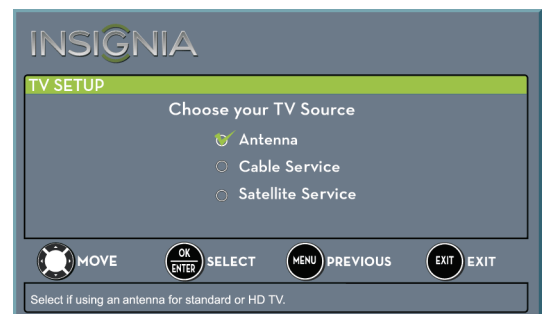 INSIGNIA
TV SETUP
Choose your TV Source
Antenna
Cable Service
Satellite Service
MOVE OK ENTER SELECT MENU PREVIOUS EXIT EXIT
Select if using an antenna for standard or HD TV.